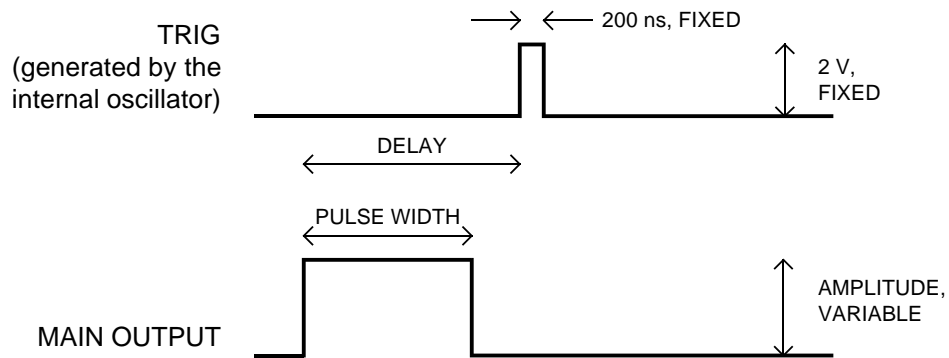 200 ns, FIXED
TRIG
(generated by the
internal oscillator)
2 V,
FIXED
DELAY
PULSE WIDTH
AMPLITUDE,
VARIABLE
MAIN OUTPUT